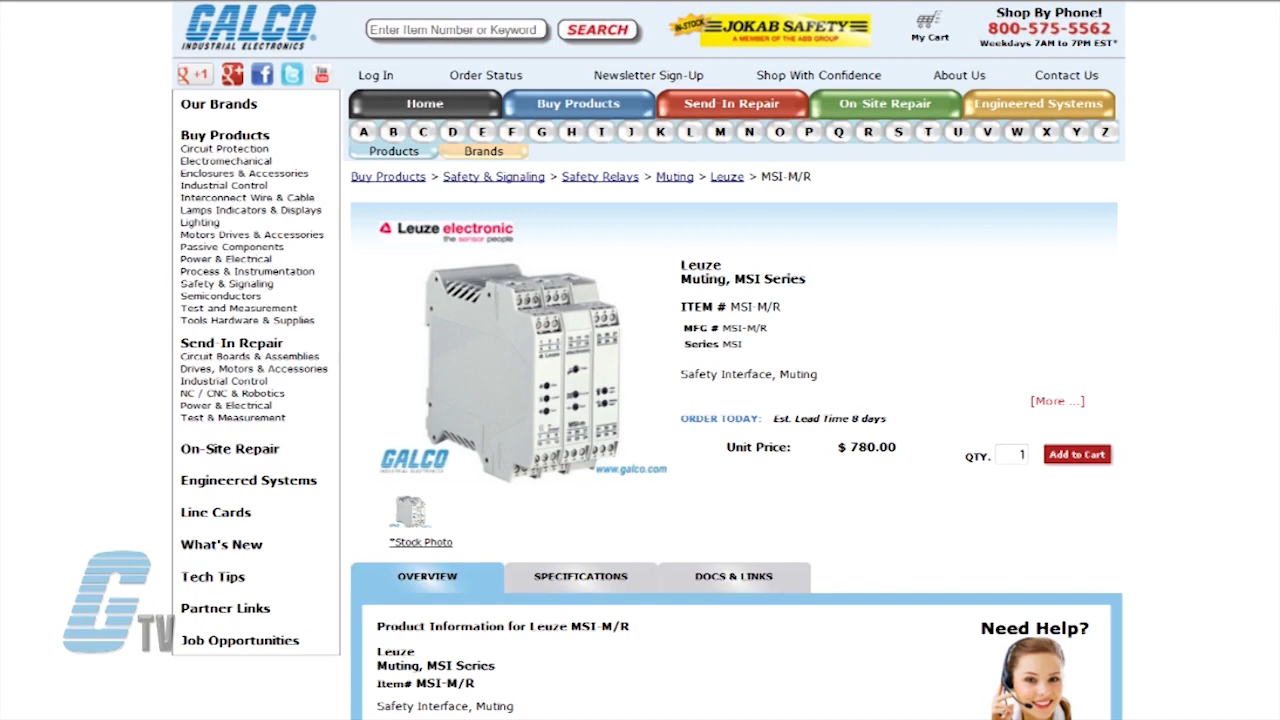 GALCO
INDUSTRIAL ELECTRONICS
Enter Item Number or Keyword
SEARCH
IN-STOCK
JOKAB SAFETY
A MEMBER OF THE ABB GROUP
My Cart
Shop By Phone!
800-575-5562
Weekdays 7AM to 7PM EST*
+1
You
Log In
Order Status
Newsletter Sign-Up
Shop With Confidence
About Us
Contact Us
Home
Buy Products
Send-In Repair
On-Site Repair
Engineered Systems
A B C D E F G H I J K L M N O P Q R S T U V W X Y Z
Products
Brands
Our Brands
Buy Products
Circuit Protection
Electromechanical
Enclosures & Accessories
Industrial Control
Interconnect Wire & Cable
Lamps Indicators & Displays
Lighting
Motors Drives & Accessories
Passive Components
Power & Electrical
Process & Instrumentation
Safety & Signaling
Semiconductors
Test and Measurement
Tools Hardware & Supplies
Send-In Repair
Circuit Boards & Assemblies
Drives, Motors & Accessories
Industrial Control
NC / CNC & Robotics
Power & Electrical
Test & Measurement
On-Site Repair
Engineered Systems
Line Cards
What's New
Tech Tips
Partner Links
Job Opportunities
Buy Products > Safety & Signaling > Safety Relays > Muting > Leuze > MSI-M/R
Leuze electronic
the sensor people
GALCO
INDUSTRIAL ELECTRONICS
www.galco.com
*Stock Photo
Leuze
Muting, MSI Series
ITEM # MSI-M/R
MFG # MSI-M/R
Series MSI
Safety Interface, Muting
[More ...]
ORDER TODAY: Est. Lead Time 8 days
Unit Price: $ 780.00
QTY. 1
Add to Cart
OVERVIEW
SPECIFICATIONS
DOCS & LINKS
Product Information for Leuze MSI-M/R
Leuze
Muting, MSI Series
Item# MSI-M/R
Safety Interface, Muting
Need Help?
G TV